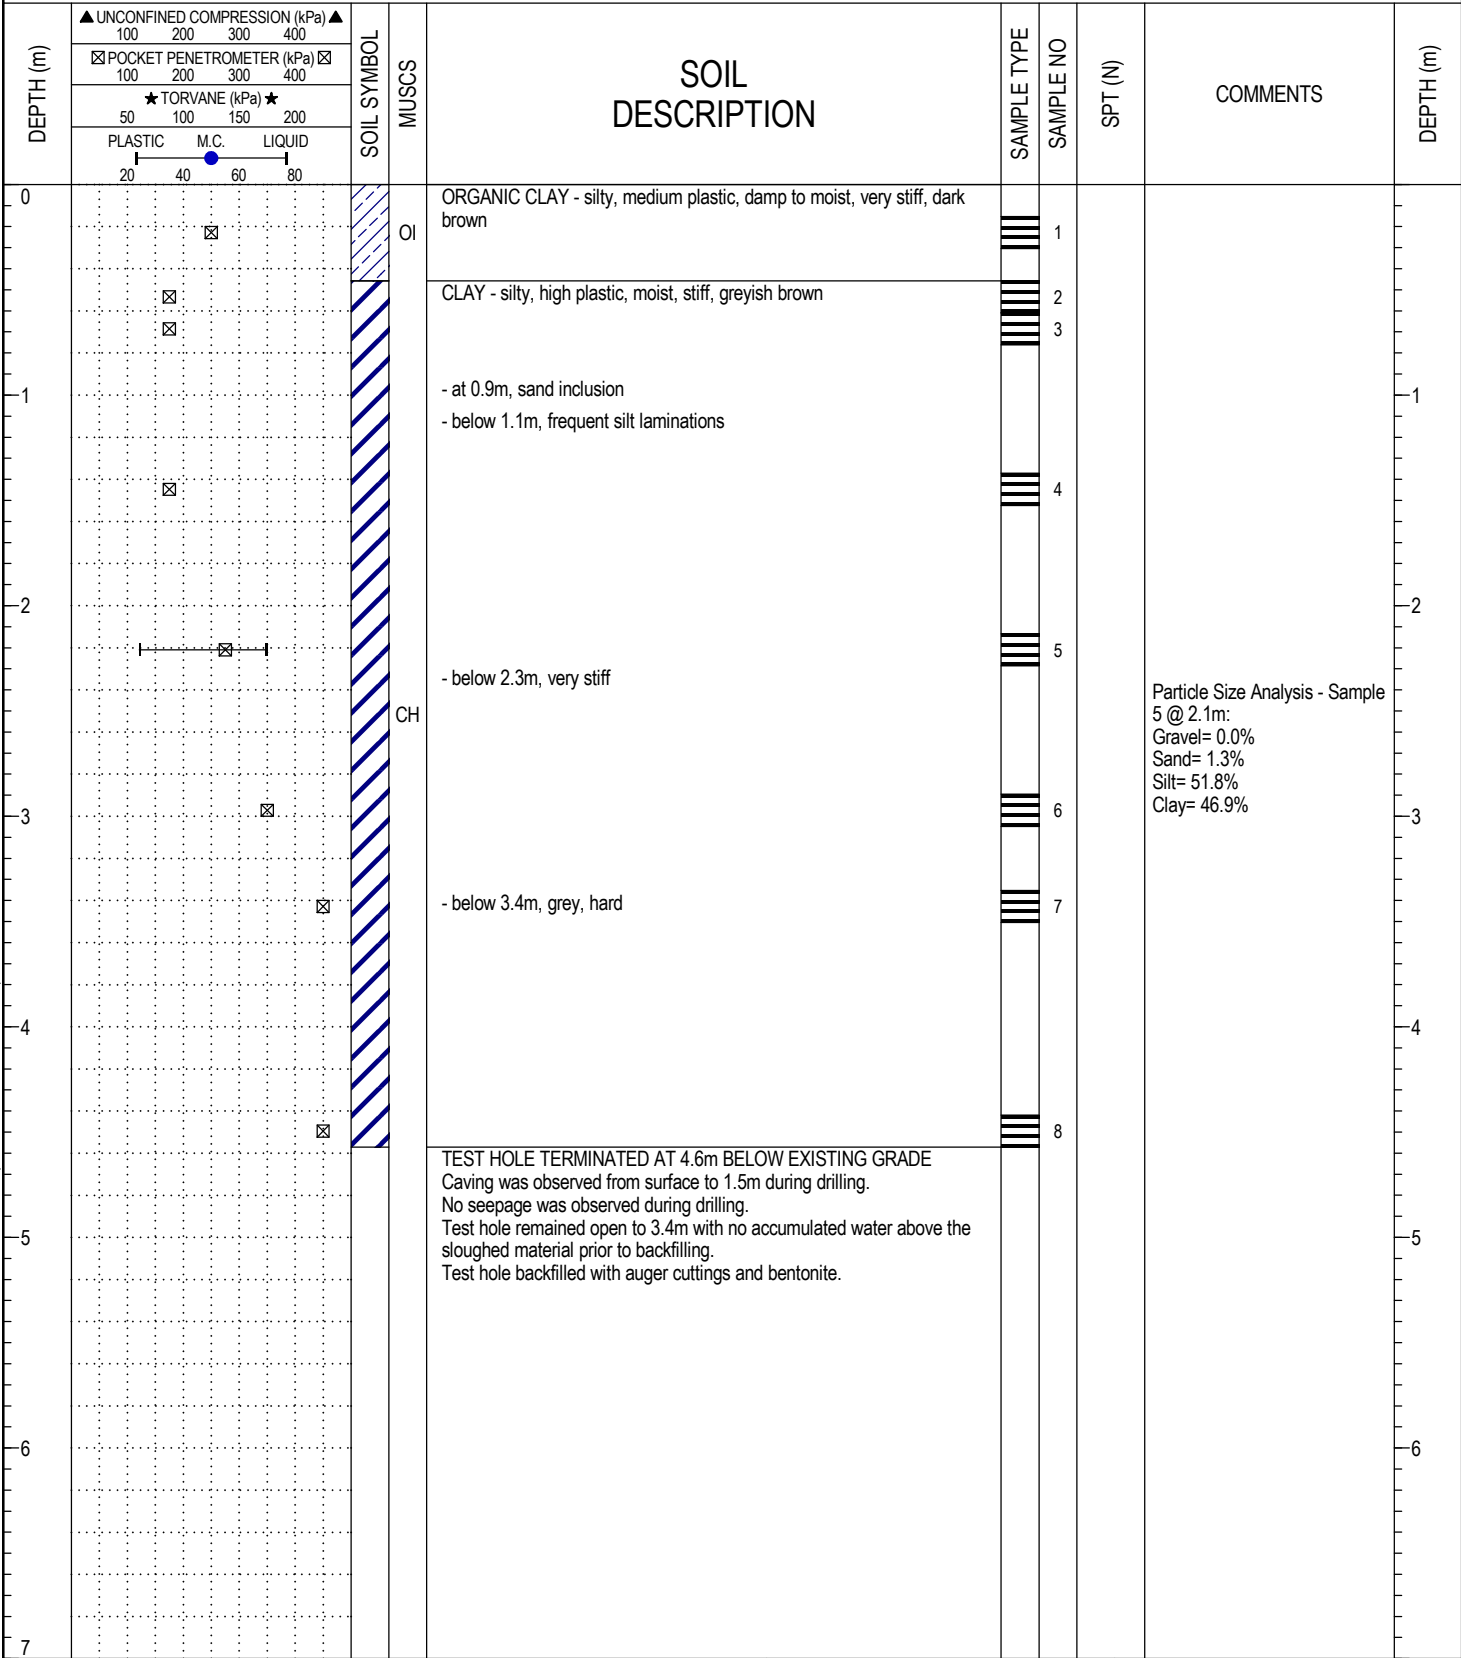 DEPTH (m)
▲ UNCONFINED COMPRESSION (kPa) ▲
100 200 300 400
☒ POCKET PENETROMETER (kPa) ☒
100 200 300 400
★ TORVANE (kPa) ★
50 100 150 200
PLASTIC M.C. LIQUID
20 40 60 80
SOIL SYMBOL
MUSCS
SOIL
DESCRIPTION
SAMPLE TYPE
SAMPLE NO
SPT (N)
COMMENTS
DEPTH (m)
0
ORGANIC CLAY - silty, medium plastic, damp to moist, very stiff, dark
brown
OI
1
CLAY - silty, high plastic, moist, stiff, greyish brown
2
3
- at 0.9m, sand inclusion
1
1
- below 1.1m, frequent silt laminations
4
2
2
5
- below 2.3m, very stiff
CH
Particle Size Analysis - Sample
5 @ 2.1m:
Gravel= 0.0%
Sand= 1.3%
Silt= 51.8%
Clay= 46.9%
3
6
3
- below 3.4m, grey, hard
7
4
4
8
TEST HOLE TERMINATED AT 4.6m BELOW EXISTING GRADE
Caving was observed from surface to 1.5m during drilling.
No seepage was observed during drilling.
Test hole remained open to 3.4m with no accumulated water above the
sloughed material prior to backfilling.
Test hole backfilled with auger cuttings and bentonite.
5
5
6
6
7